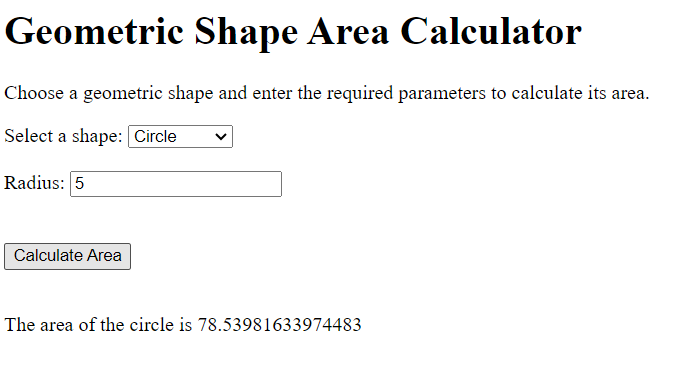 Geometric Shape Area Calculator
Choose a geometric shape and enter the required parameters to calculate its area.
Select a shape: Circle
Radius: 5
Calculate Area
The area of the circle is 78.53981633974483